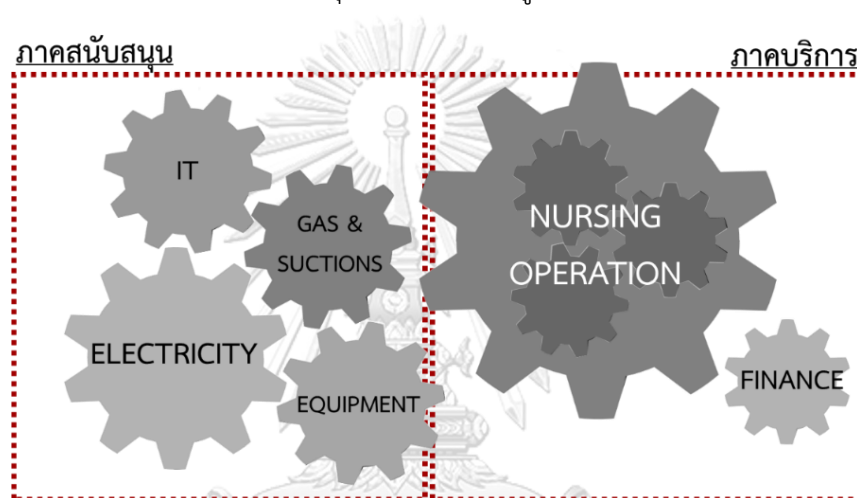 ภาคสนับสนุน
ภาคบริการ
IT
GAS &
SUCTIONS
ELECTRICITY
EQUIPMENT
NURSING
OPERATION
FINANCE